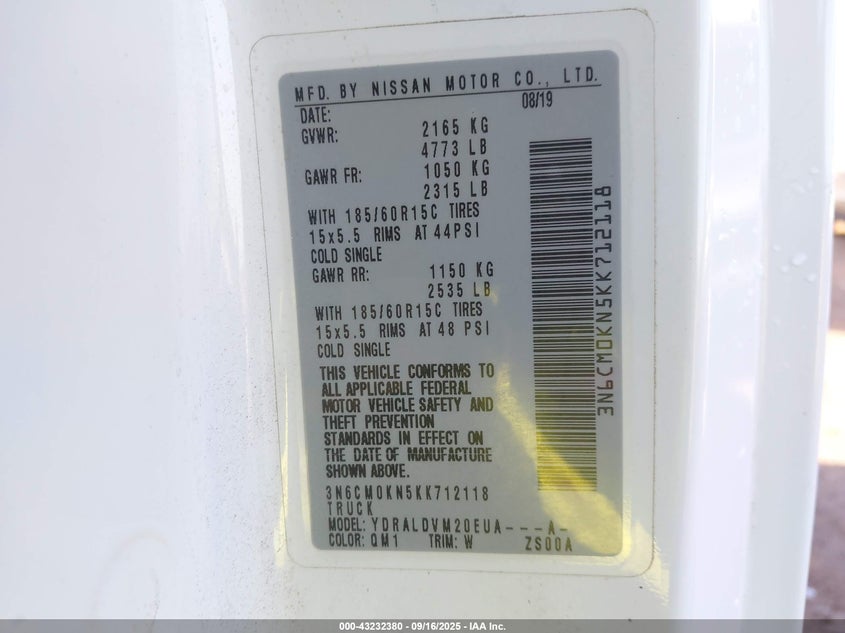 MFD. BY NISSAN MOTOR CO., LTD.
DATE: 08/19
GVWR: 2165 KG
4773 LB
GAWR FR: 1050 KG
2315 LB
WITH 185/60R15C TIRES
15x5.5 RIMS AT 44PSI
COLD SINGLE
GAWR RR: 1150 KG
2535 LB
WITH 185/60R15C TIRES
15x5.5 RIMS AT 48 PSI
COLD SINGLE
THIS VEHICLE CONFORMS TO
ALL APPLICABLE FEDERAL
MOTOR VEHICLE SAFETY AND
THEFT PREVENTION
STANDARDS IN EFFECT ON
THE DATE OF MANUFACTURE
SHOWN ABOVE.
3N6CM0KN5KK712118
TRUCK
MODEL: YDRALDVM20EUA---A-
COLOR: QM1 TRIM: W ZS00A
3N6CM0KN5KK712118
000-43232380 - 09/16/2025 - IAA Inc.